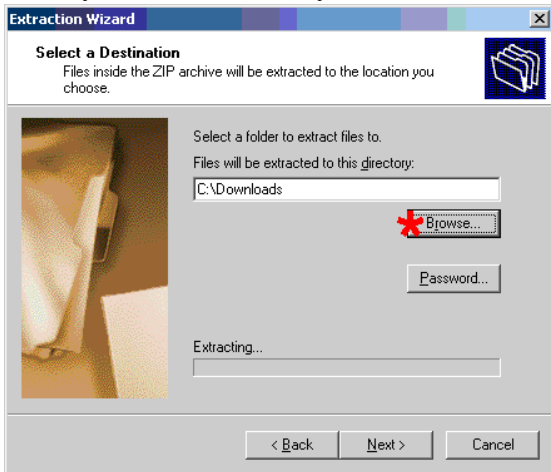 Extraction Wizard
Select a Destination
Files inside the ZIP archive will be extracted to the location you
choose.
Select a folder to extract files to.
Files will be extracted to this directory:
C:\Downloads
Browse...
Password...
Extracting...
< Back Next > Cancel